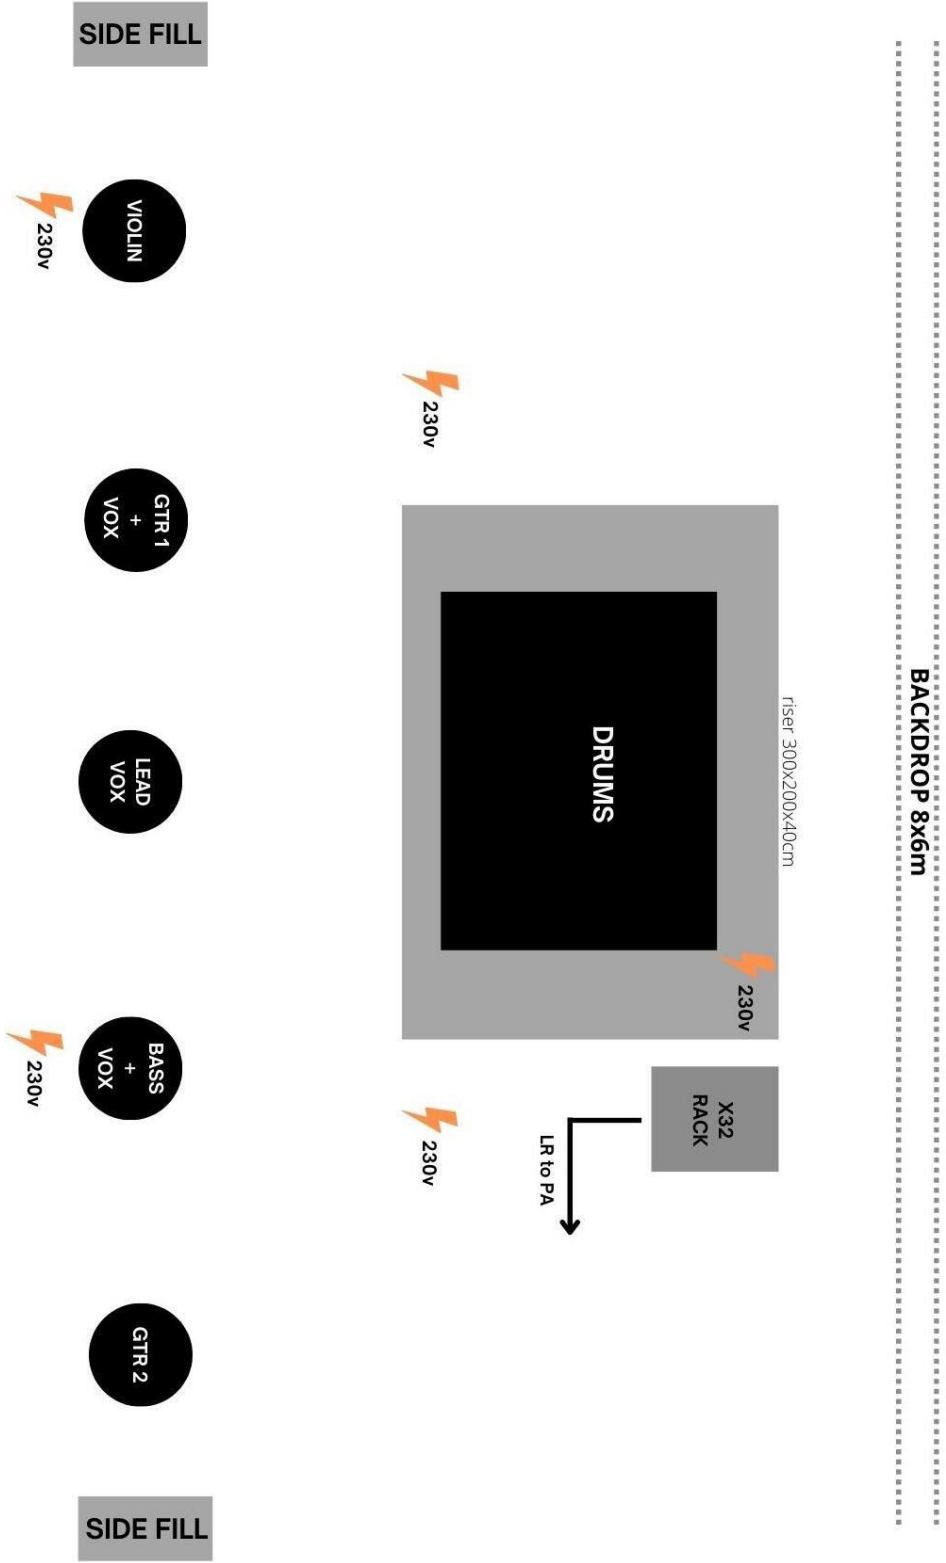 SIDE FILL
VIOLIN
230v
230v
GTR 1
+
VOX
riser 300x200x40cm
BACKDROP 8x6m
DRUMS
LEAD
VOX
230v
BASS
+
VOX
230v
X32
RACK
LR to PA
230v
GTR 2
SIDE FILL